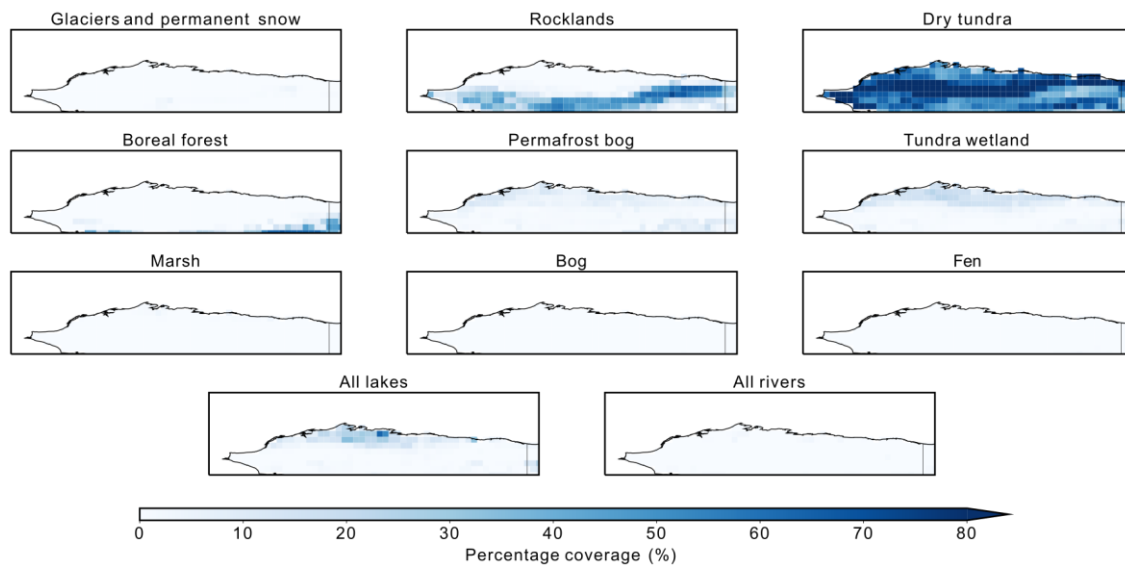 Glaciers and permanent snow
Rocklands
Dry tundra
Boreal forest
Permafrost bog
Tundra wetland
Marsh
Bog
Fen
All lakes
All rivers
0 10 20 30 40 50 60 70 80
Percentage coverage (%)